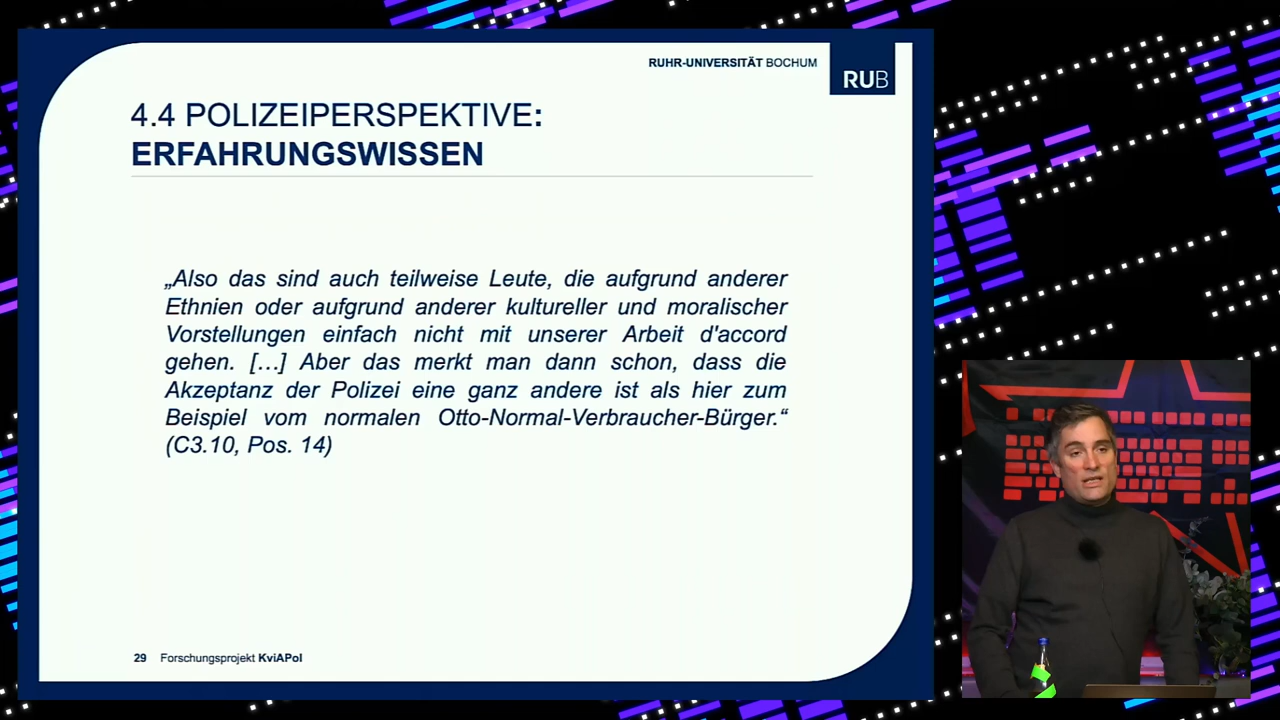 RUHR-UNIVERSITÄT BOCHUM
RUB
4.4 POLIZEIPERSPEKTIVE:
ERFAHRUNGSWISSEN
„Also das sind auch teilweise Leute, die aufgrund anderer
Ethnien oder aufgrund anderer kultureller und moralischer
Vorstellungen einfach nicht mit unserer Arbeit d'accord
gehen. […] Aber das merkt man dann schon, dass die
Akzeptanz der Polizei eine ganz andere ist als hier zum
Beispiel vom normalen Otto-Normal-Verbraucher-Bürger.“
(C3.10, Pos. 14)
29 Forschungsprojekt KviAPol